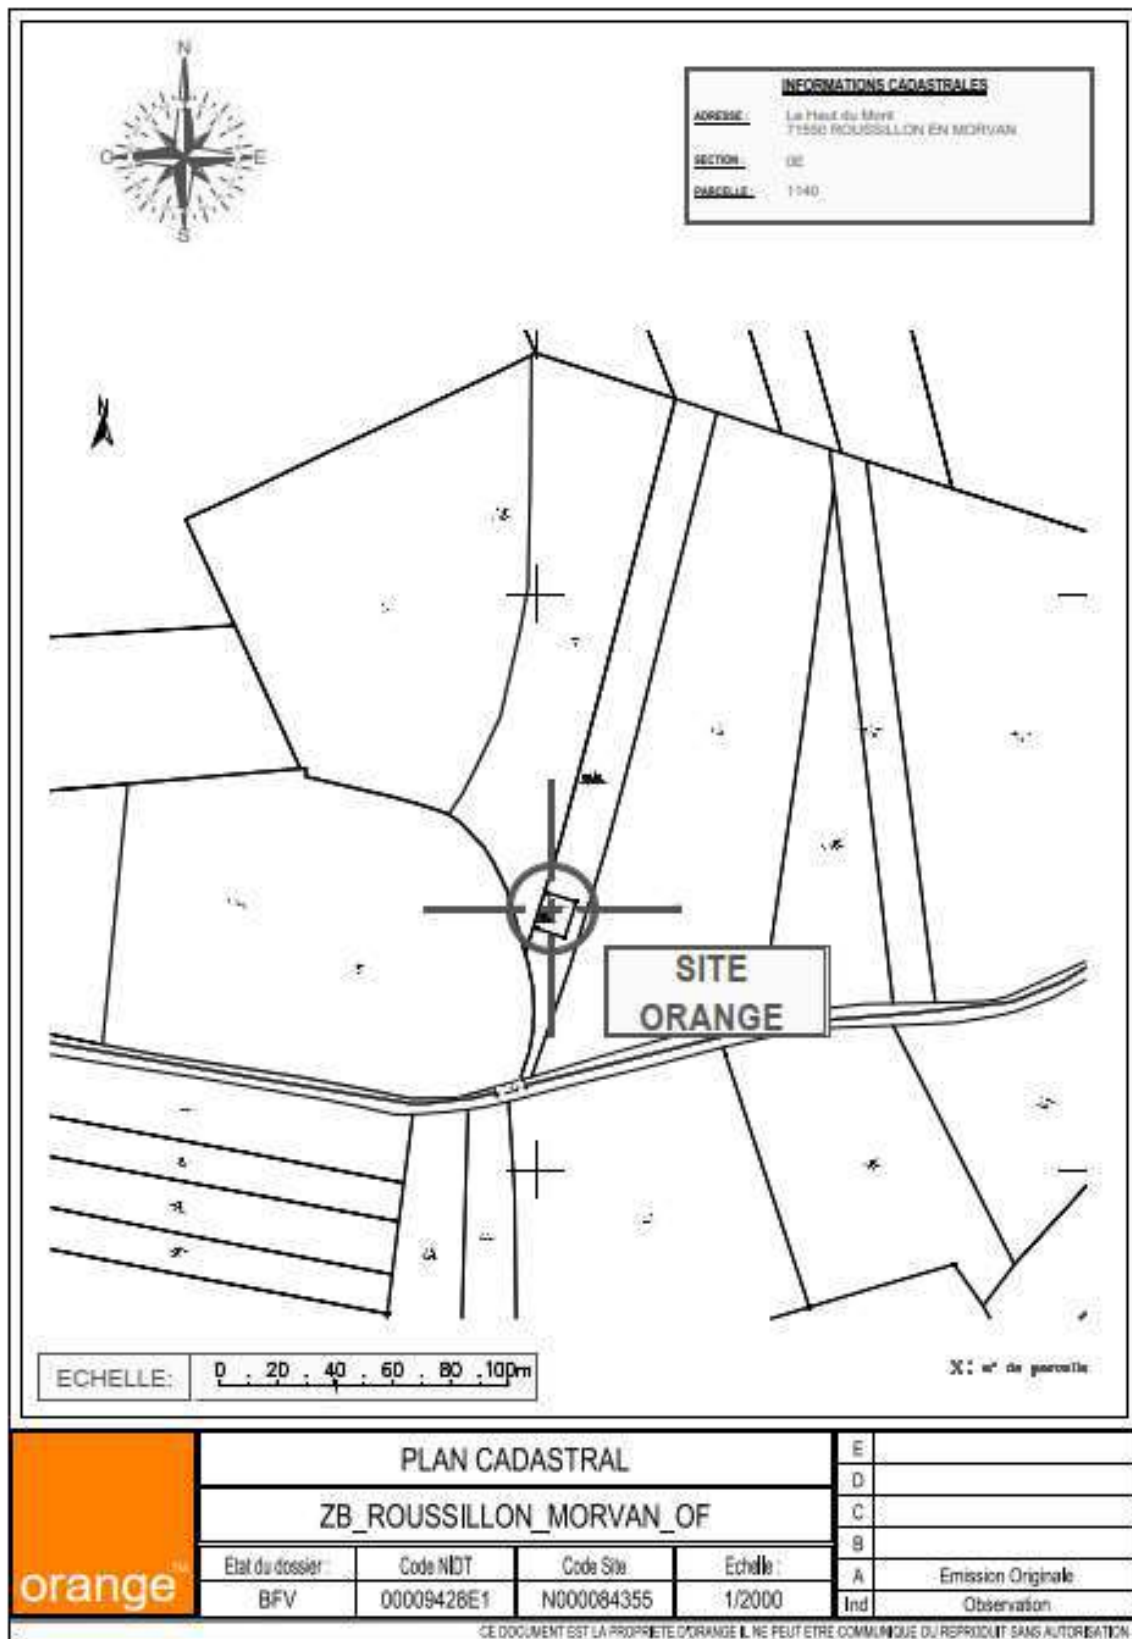 N
O
E
S
INFORMATIONS CADASTRALES
ADRESSE :
Le Haut du Mont
71550 ROUSSILLON EN MORVAN
SECTION :
0E
PARCELLE :
1140
N
SITE
ORANGE
ECHELLE:
0 . 20 . 40 . 60 . 80 . 100m
X: n° de parcelle
orange™
PLAN CADASTRAL
ZB_ROUSSILLON_MORVAN_OF
Etat du dossier :
BFV
Code NIDT
00009428E1
Code Site
N000084355
Echelle :
1/2000
E
D
C
B
A Emission Originale
Ind Observation
CE DOCUMENT EST LA PROPRIETE D'ORANGE IL NE PEUT ETRE COMMUNIQUE OU REPRODUIT SANS AUTORISATION